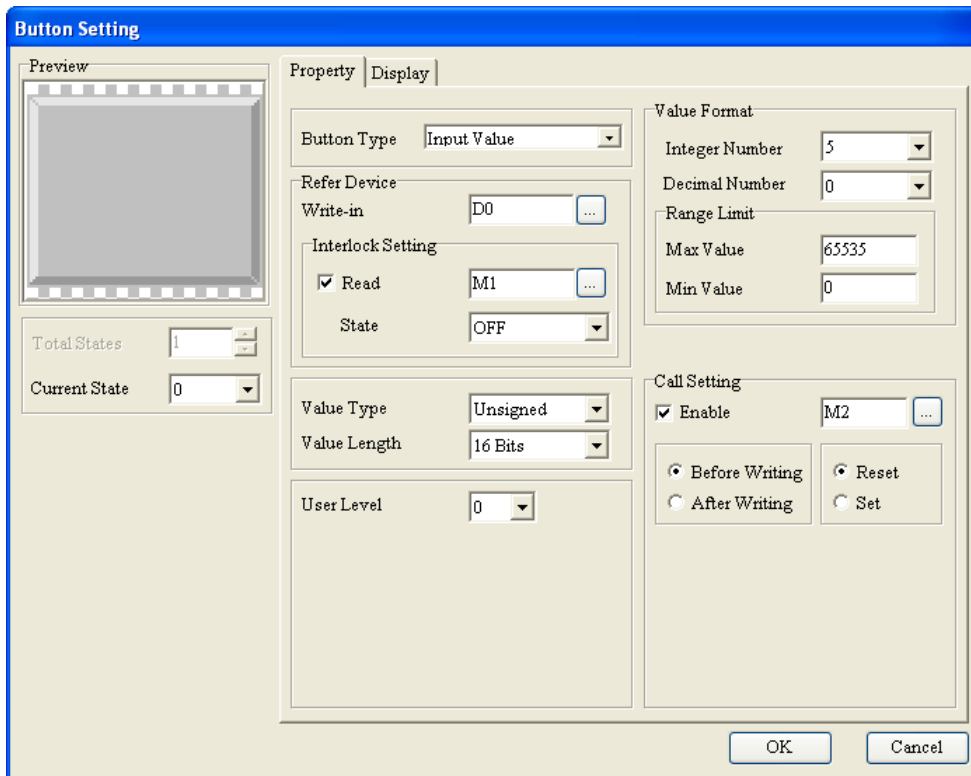 Button Setting
Preview
Total States 1
Current State 0
Property Display
Button Type Input Value
Refer Device
Write-in D0 ...
Interlock Setting
Read M1 ...
State OFF
Value Type Unsigned
Value Length 16 Bits
User Level 0
Value Format
Integer Number 5
Decimal Number 0
Range Limit
Max Value 65535
Min Value 0
Call Setting
Enable M2 ...
Before Writing
After Writing
Reset
Set
OK Cancel